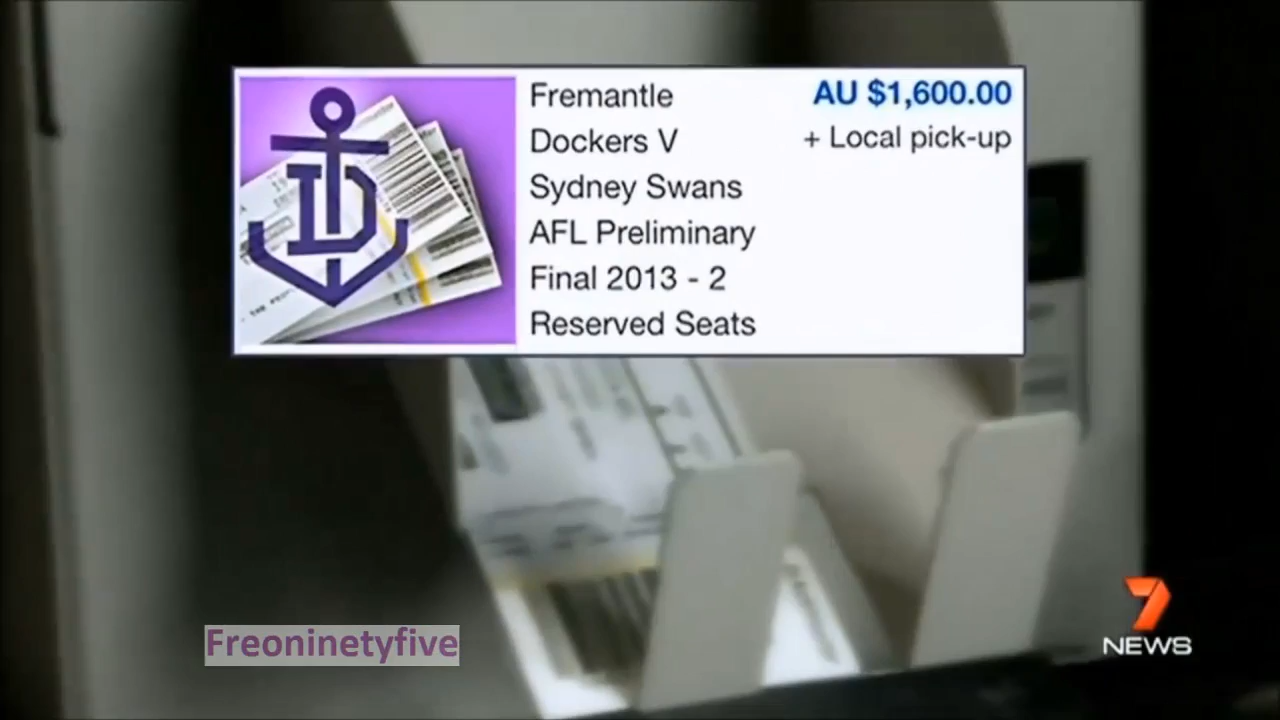 Fremantle
Dockers V
Sydney Swans
AFL Preliminary
Final 2013 - 2
Reserved Seats
AU $1,600.00
+ Local pick-up
Freoninetyfive
7
NEWS